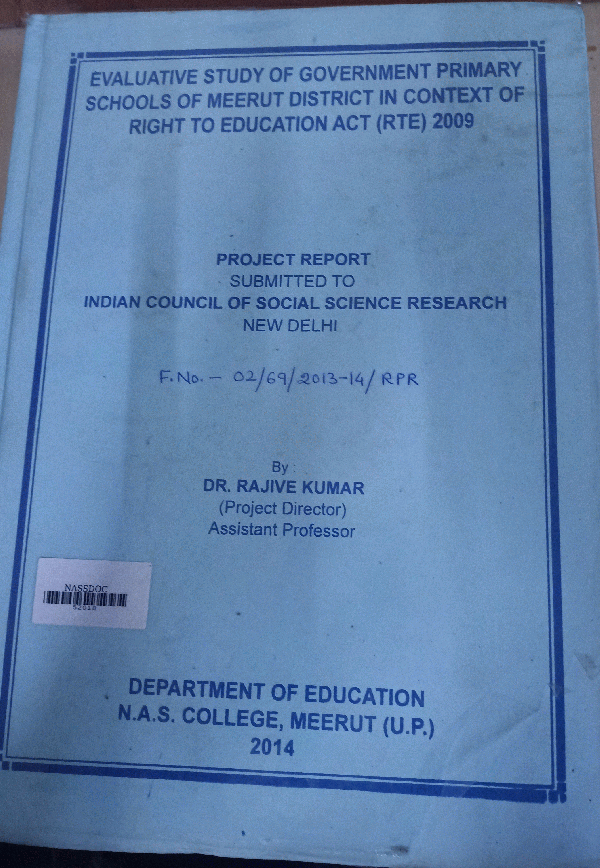 EVALUATIVE STUDY OF GOVERNMENT PRIMARY
SCHOOLS OF MEERUT DISTRICT IN CONTEXT OF
RIGHT TO EDUCATION ACT (RTE) 2009
PROJECT REPORT
SUBMITTED TO
INDIAN COUNCIL OF SOCIAL SCIENCE RESEARCH
NEW DELHI
F. No. - 02/69/2013-14/RPR
By :
DR. RAJIVE KUMAR
(Project Director)
Assistant Professor
NASSDOC
DEPARTMENT OF EDUCATION
N.A.S. COLLEGE, MEERUT (U.P.)
2014